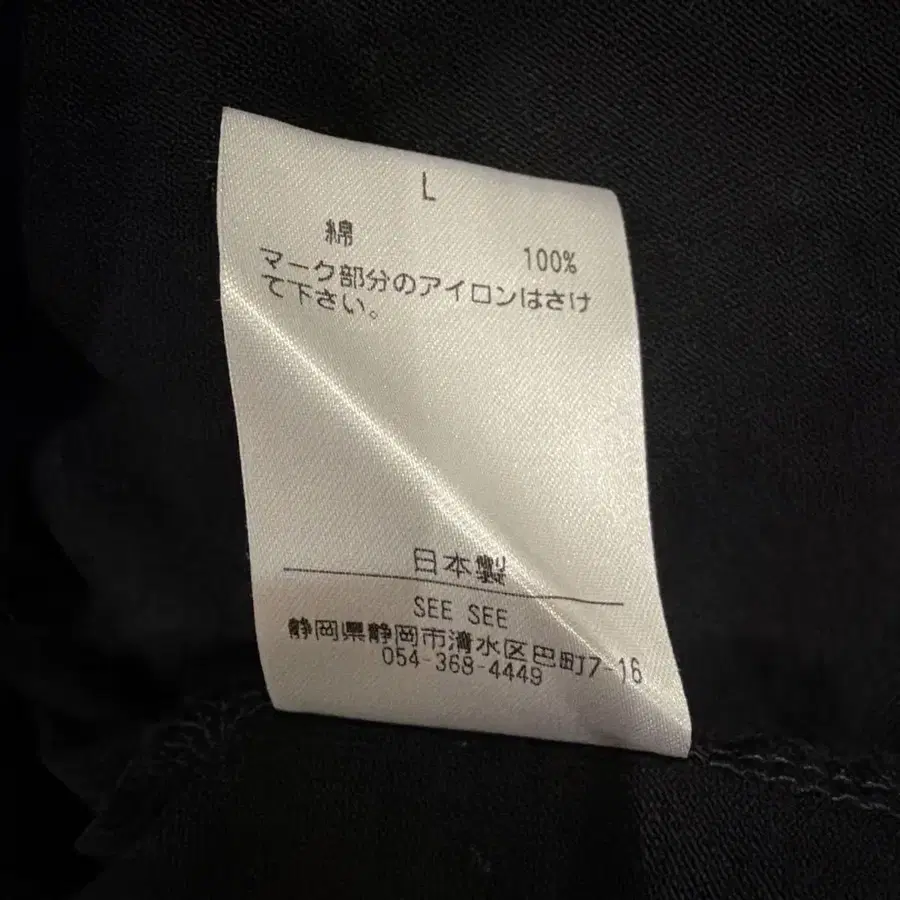 L
綿 100%
マーク部分のアイロンはさけ
て下さい。
日本製
SEE SEE
静岡県静岡市清水区巴町7-16
054-368-4449